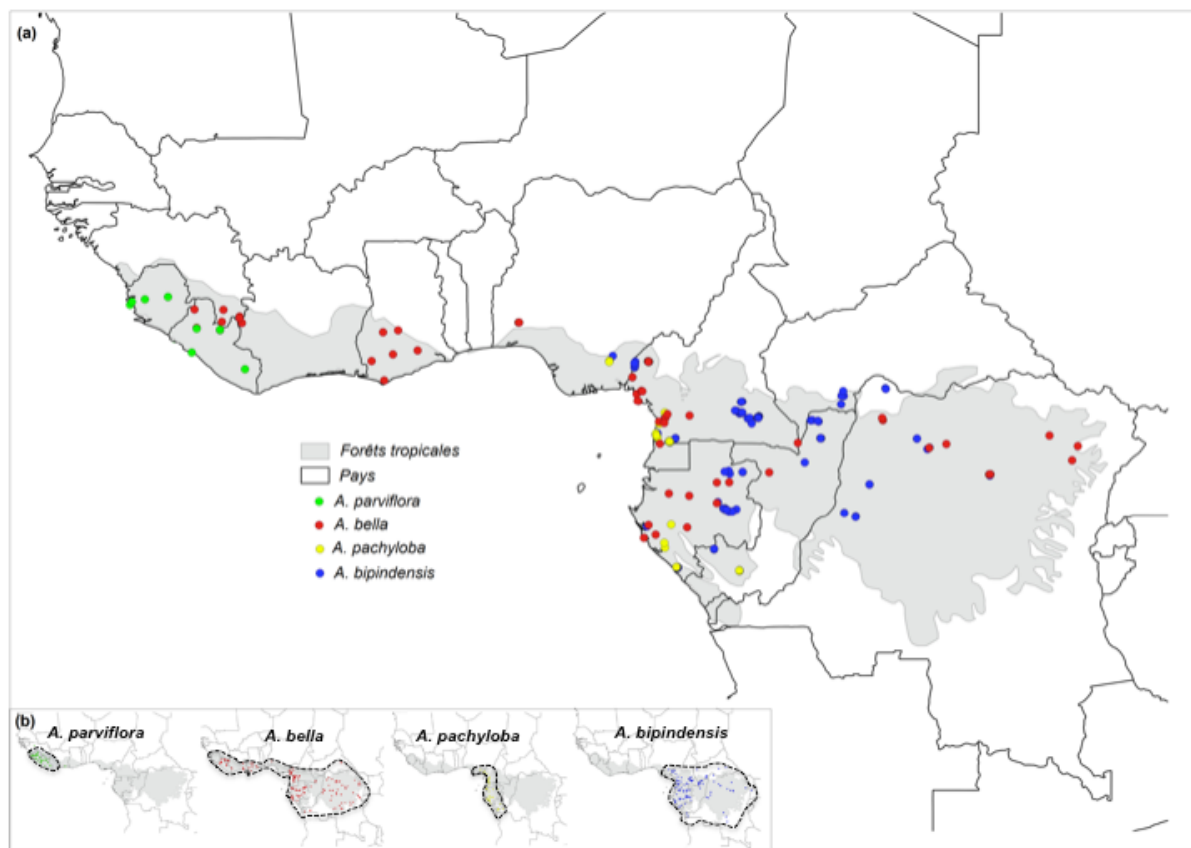 (a)
Forêts tropicales
Pays
A. parviflora
A. bella
A. pachyloba
A. bipindensis
(b)
A. parviflora
A. bella
A. pachyloba
A. bipindensis